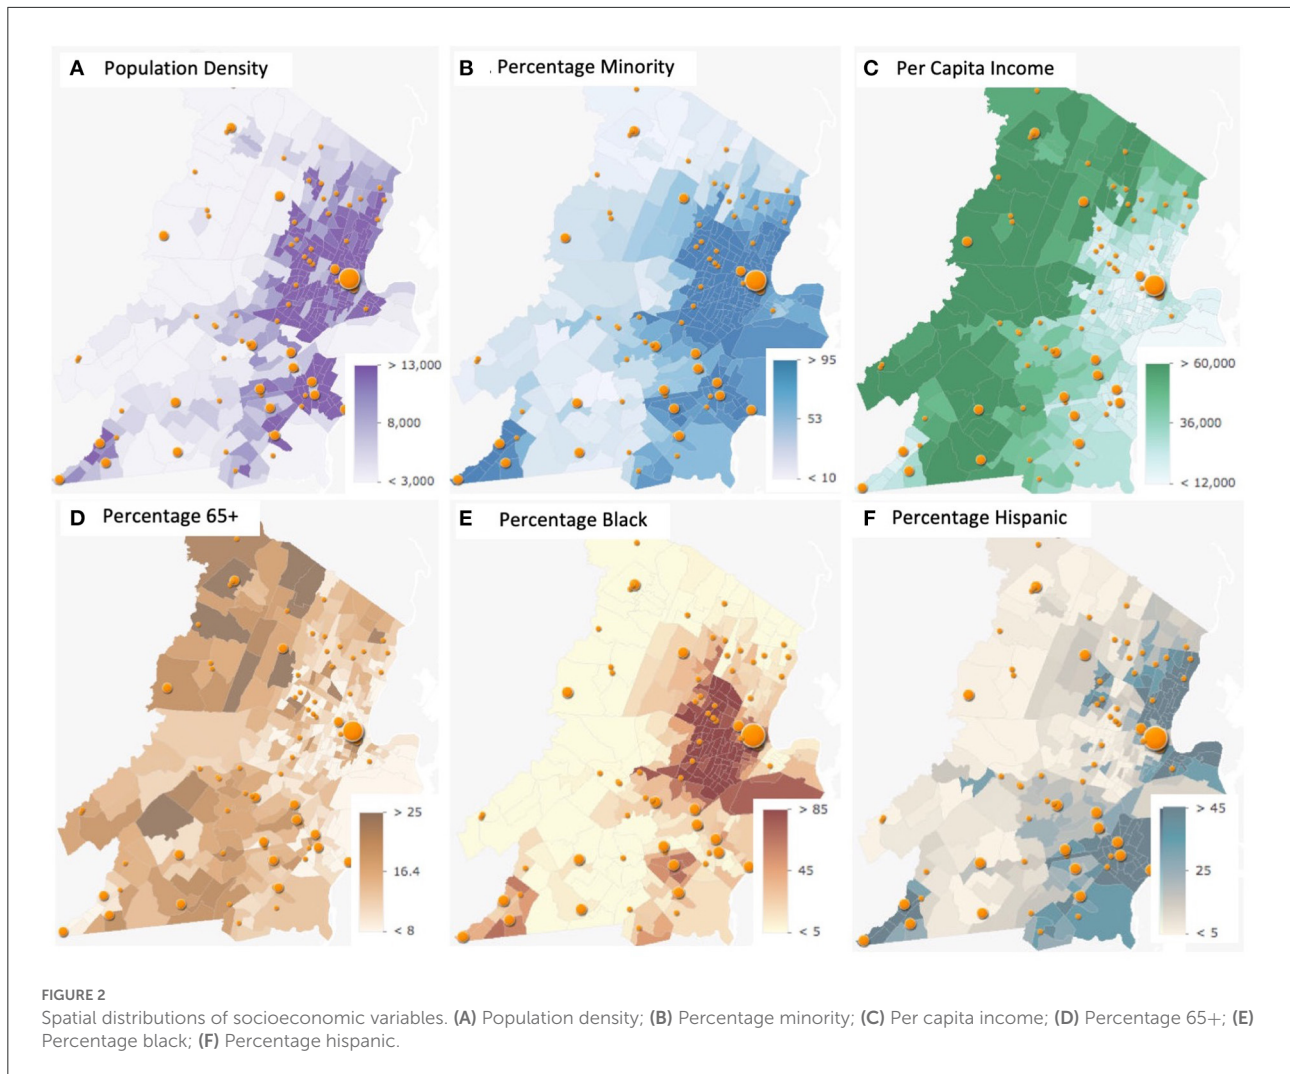 A Population Density
B . Percentage Minority
C Per Capita Income
> 13,000
8,000
< 3,000
> 95
53
< 10
> 60,000
36,000
< 12,000
D Percentage 65+
E Percentage Black
F Percentage Hispanic
> 25
16.4
< 8
> 85
45
< 5
> 45
25
< 5
FIGURE 2
Spatial distributions of socioeconomic variables. (A) Population density; (B) Percentage minority; (C) Per capita income; (D) Percentage 65+; (E)
Percentage black; (F) Percentage hispanic.